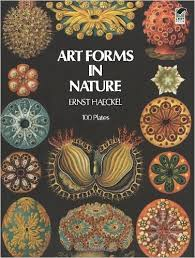 ART FORMS
IN
NATURE
ERNST HAECKEL
100 Plates